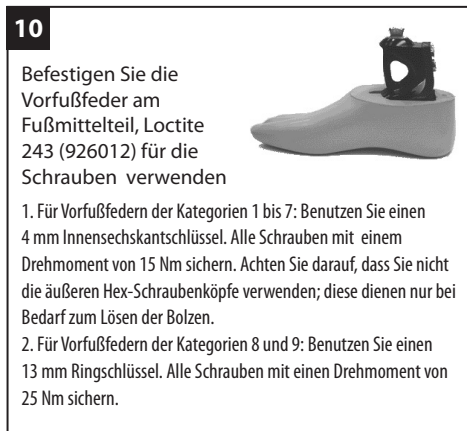 10
Befestigen Sie die
Vorfußfeder am
Fußmittelteil, Loctite
243 (926012) für die
Schrauben verwenden
1. Für Vorfußfedern der Kategorien 1 bis 7: Benutzen Sie einen
4 mm Innensechskantschlüssel. Alle Schrauben mit einem
Drehmoment von 15 Nm sichern. Achten Sie darauf, dass Sie nicht
die äußeren Hex-Schraubenköpfe verwenden; diese dienen nur bei
Bedarf zum Lösen der Bolzen.
2. Für Vorfußfedern der Kategorien 8 und 9: Benutzen Sie einen
13 mm Ringschlüssel. Alle Schrauben mit einen Drehmoment von
25 Nm sichern.